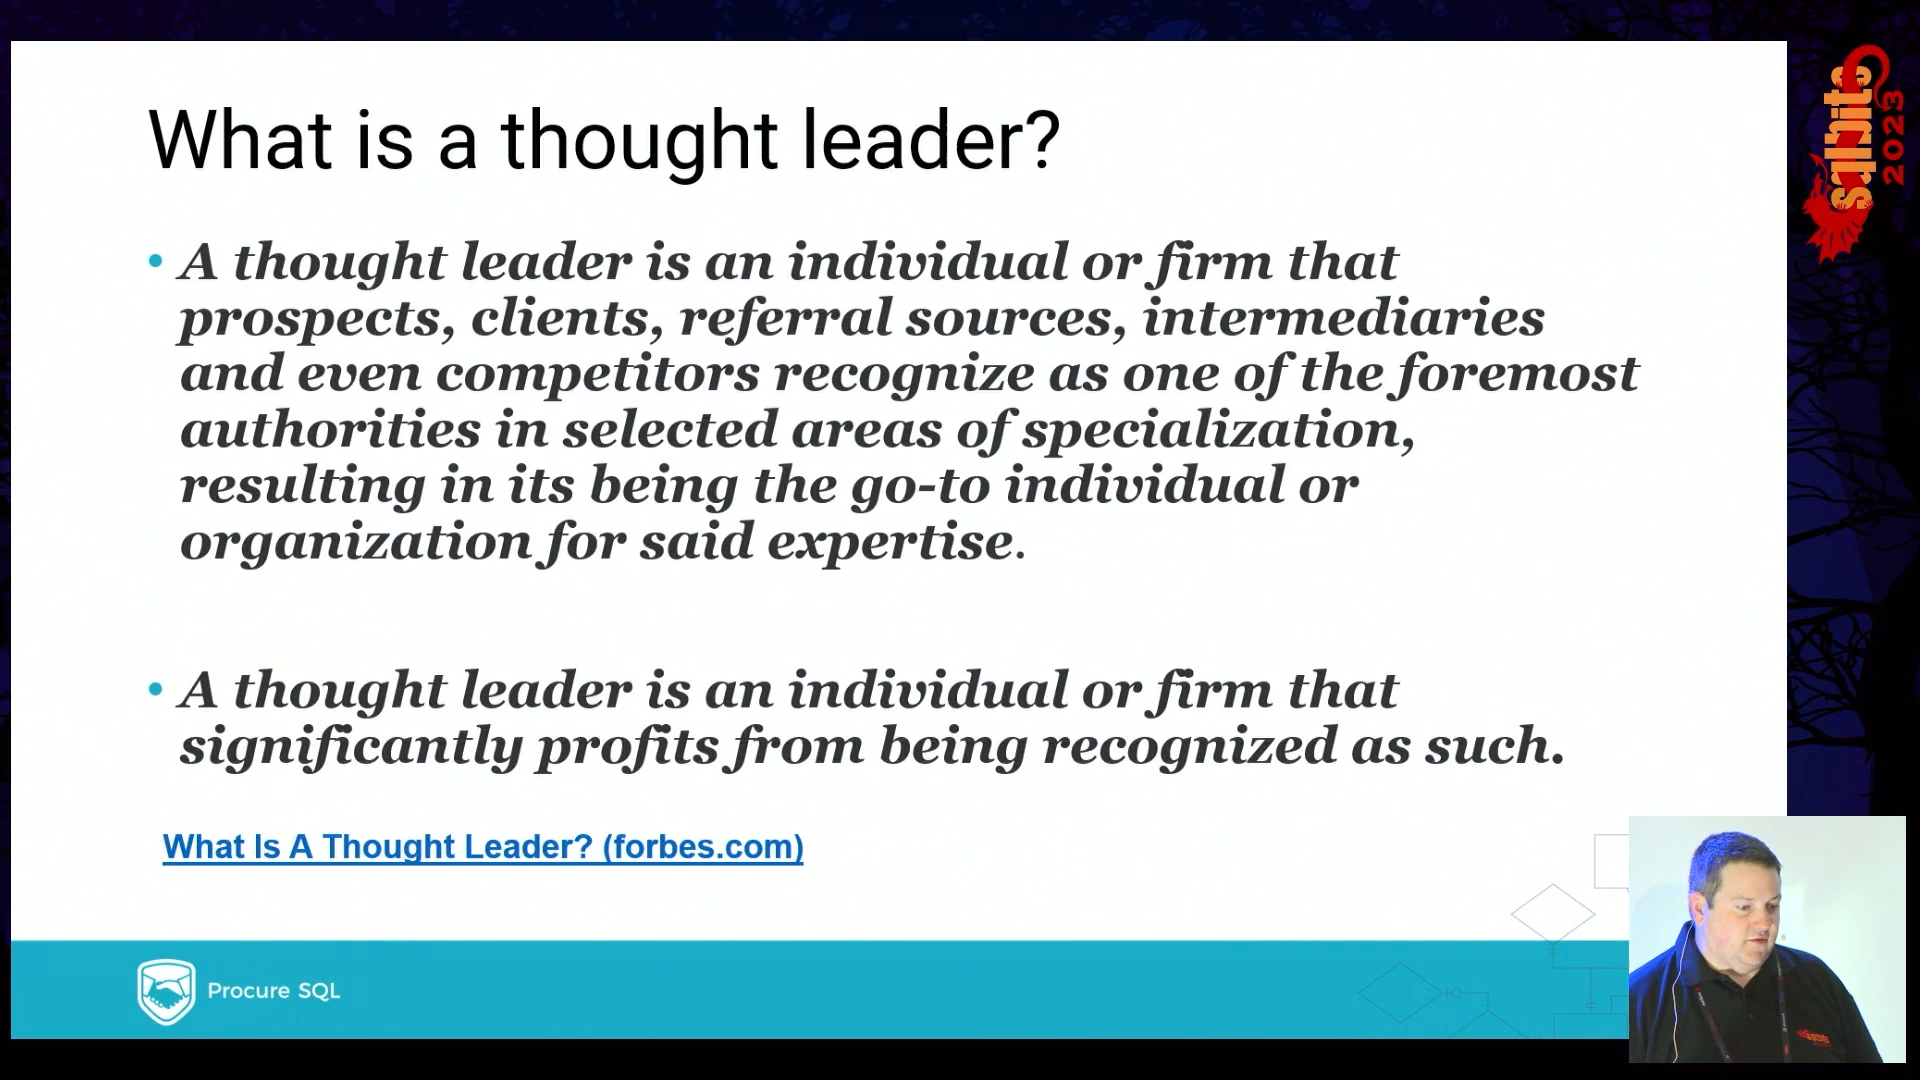 What is a thought leader?
• A thought leader is an individual or firm that
prospects, clients, referral sources, intermediaries
and even competitors recognize as one of the foremost
authorities in selected areas of specialization,
resulting in its being the go-to individual or
organization for said expertise.
• A thought leader is an individual or firm that
significantly profits from being recognized as such.
What Is A Thought Leader? (forbes.com)
Procure SQL
sqlbits
2023